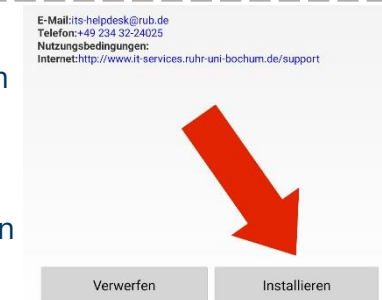 E-Mail:its-helpdesk@rub.de
Telefon:+49 234 32-24025
Nutzungsbedingungen:
Internet:http://www.it-services.ruhr-uni-bochum.de/support
n
n
Verwerfen
Installieren